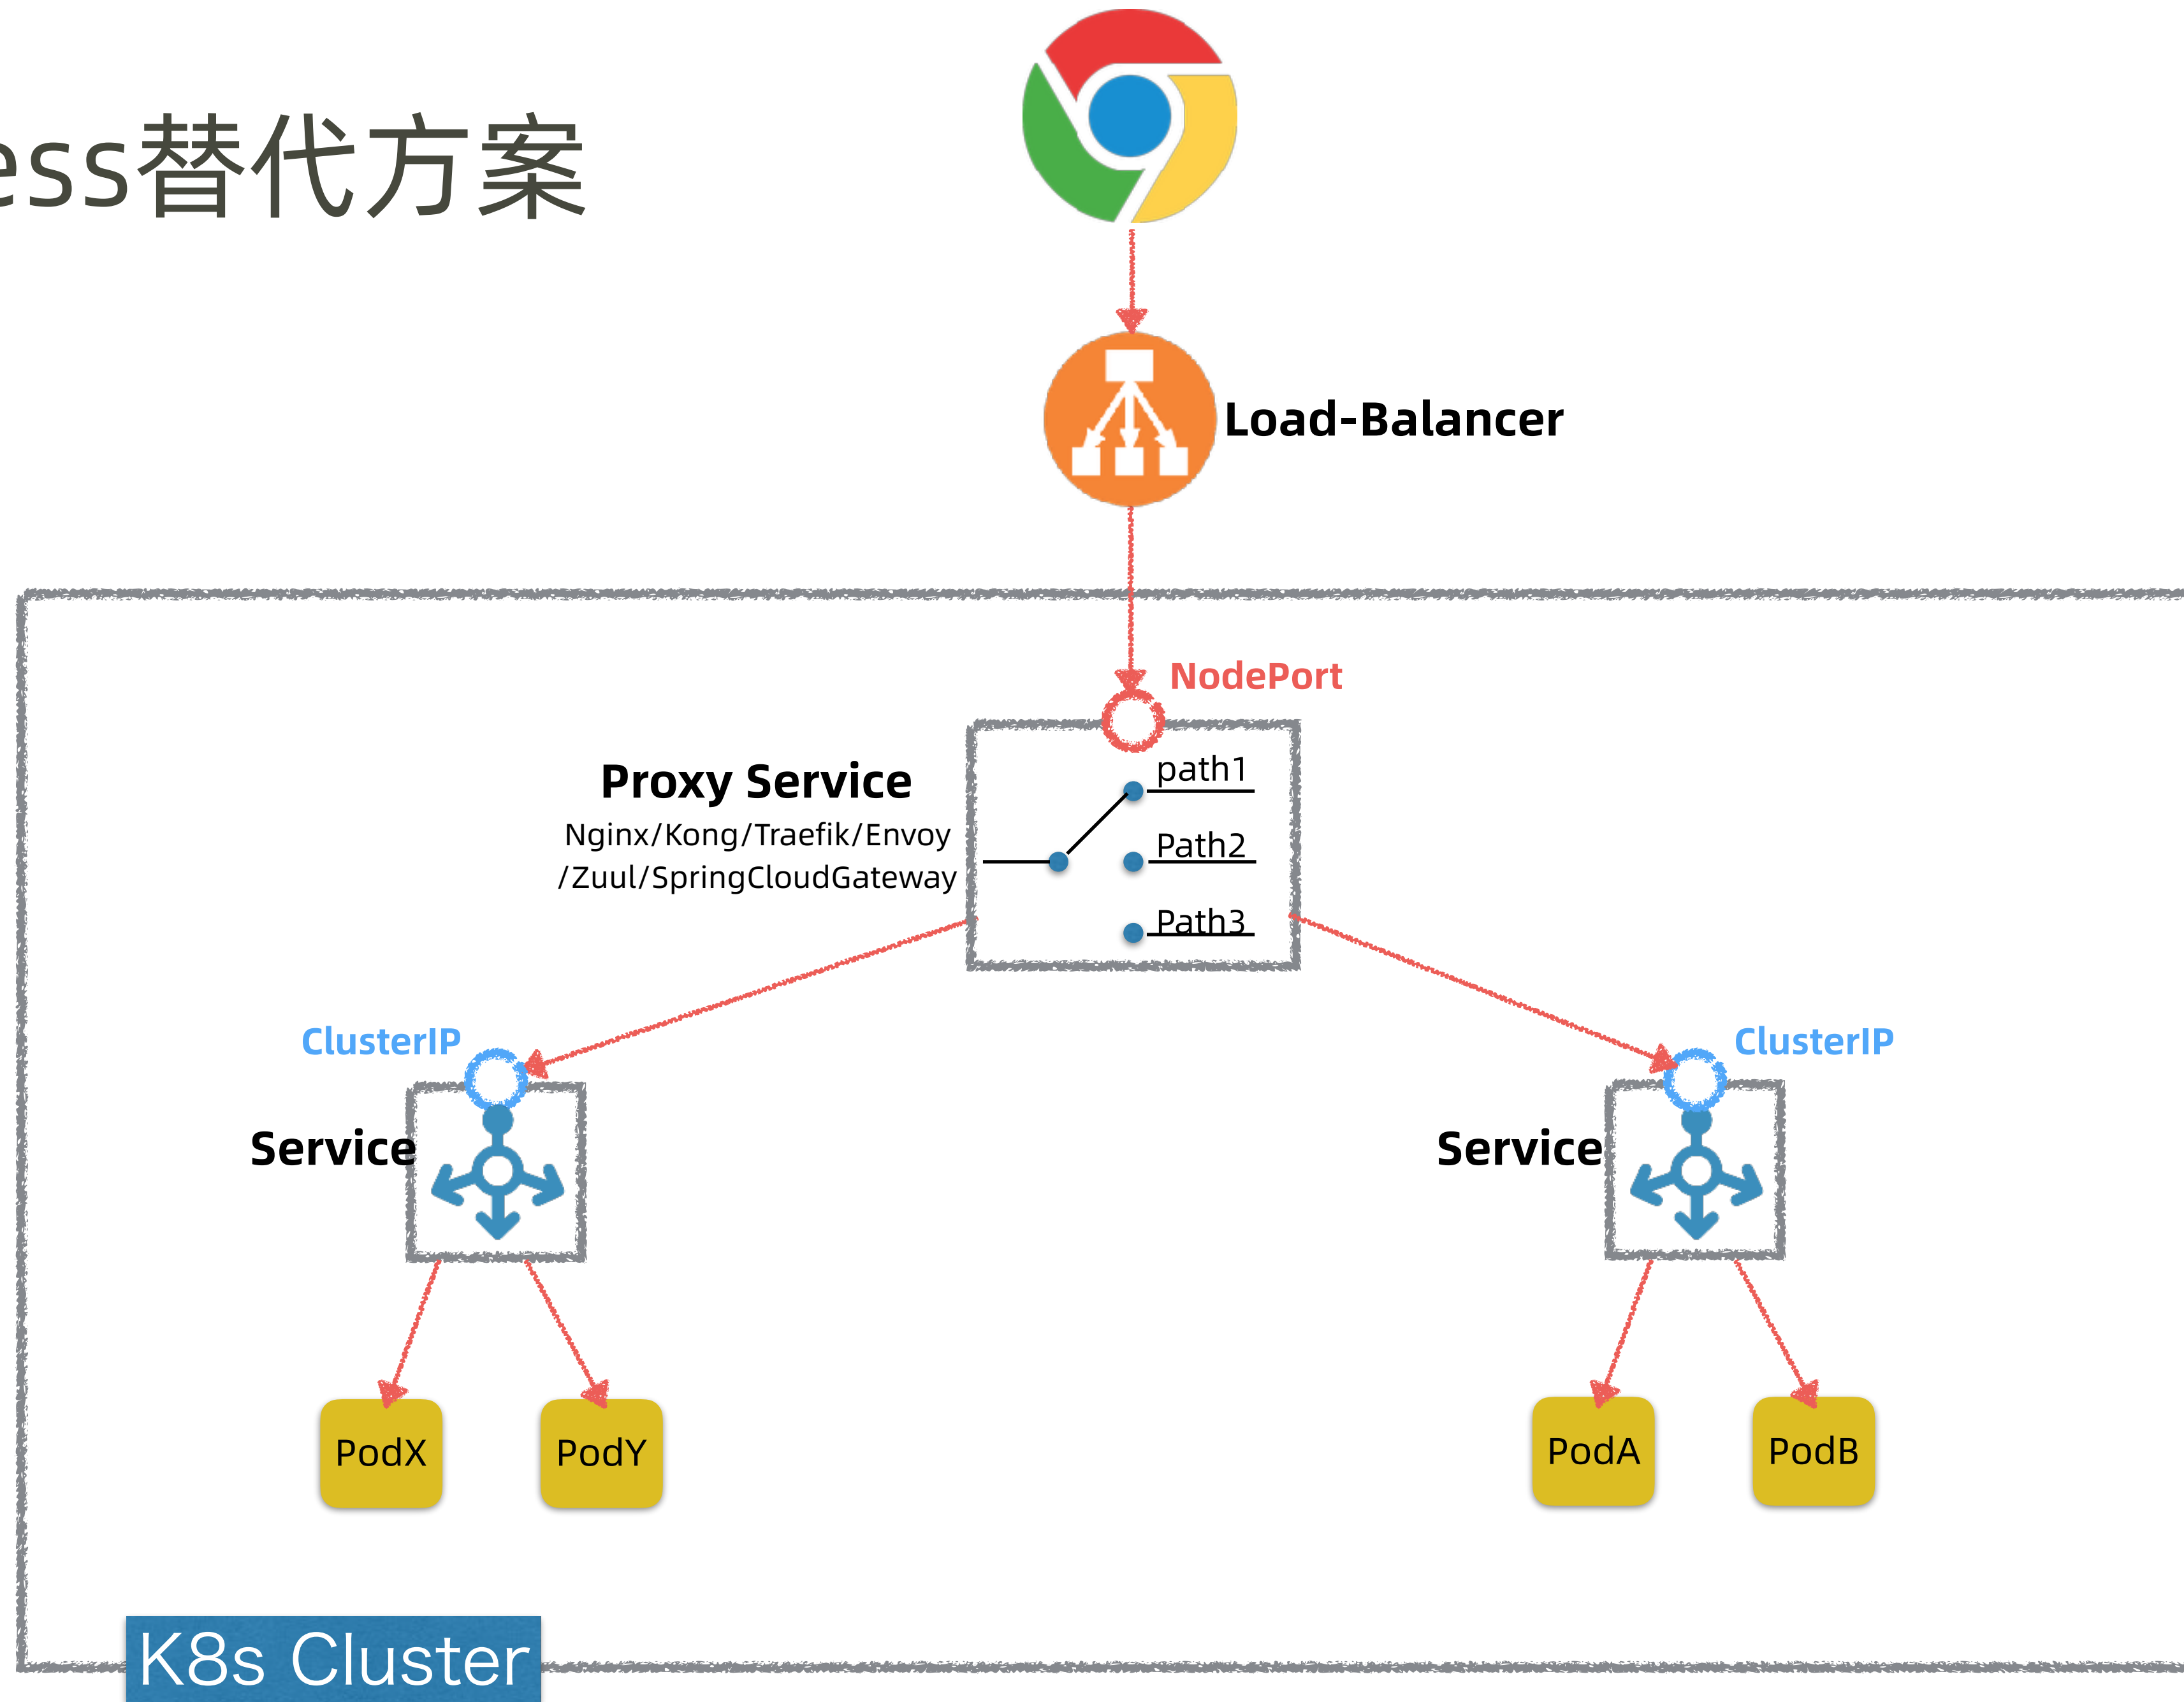 ess替代方案
Load-Balancer
NodePort
Proxy Service
Nginx/Kong/Traefik/Envoy
/Zuul/SpringCloudGateway
path1
Path2
Path3
ClusterIP
ClusterIP
Service
Service
PodX
PodY
PodA
PodB
K8s Cluster